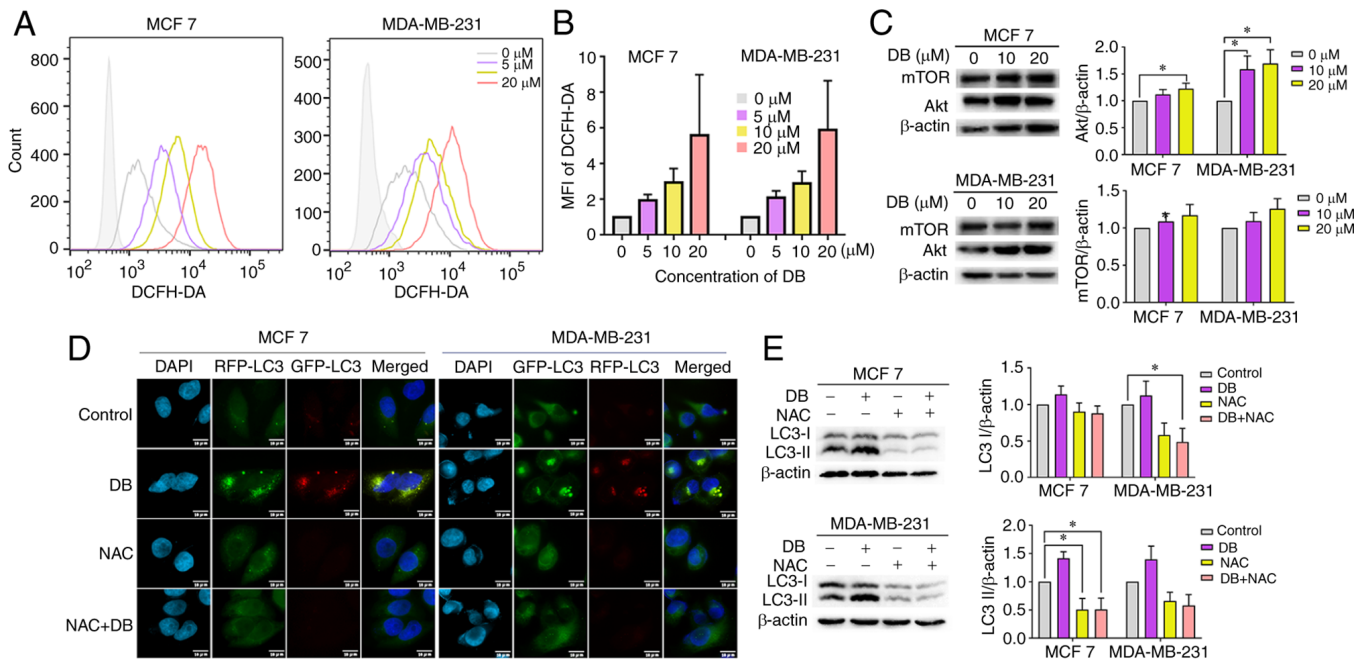 A
MCF 7
MDA-MB-231
Count
800
600
400
200
0
10² 10³ 10⁴ 10⁵
DCFH-DA
500
400
300
200
100
0
10² 10³ 10⁴ 10⁵
DCFH-DA
0 μM
5 μM
20 μM
B
MCF 7
MDA-MB-231
MFI of DCFH-DA
10
8
6
4
2
0
0 μM
5 μM
10 μM
20 μM
0 5 10 20 0 5 10 20 (μM)
Concentration of DB
C
MCF 7
DB (μM) 0 10 20
mTOR
Akt
β-actin
MDA-MB-231
DB (μM) 0 10 20
mTOR
Akt
β-actin
Akt/β-actin
2.0
1.5
1.0
0.5
0.0
* * *
MCF 7 MDA-MB-231
0 μM
10 μM
20 μM
mTOR/β-actin
1.5
1.0
0.5
0.0
*
MCF 7 MDA-MB-231
0 μM
10 μM
20 μM
D
MCF 7
MDA-MB-231
DAPI RFP-LC3 GFP-LC3 Merged DAPI GFP-LC3 RFP-LC3 Merged
Control
DB
NAC
NAC+DB
E
MCF 7
DB − + − +
NAC − − + +
LC3-I
LC3-II
β-actin
MDA-MB-231
DB − + − +
NAC − − + +
LC3-I
LC3-II
β-actin
LC3 I/β-actin
1.5
1.0
0.5
0.0
*
MCF 7 MDA-MB-231
Control
DB
NAC
DB+NAC
LC3 II/β-actin
2.0
1.5
1.0
0.5
0.0
* *
MCF 7 MDA-MB-231
Control
DB
NAC
DB+NAC